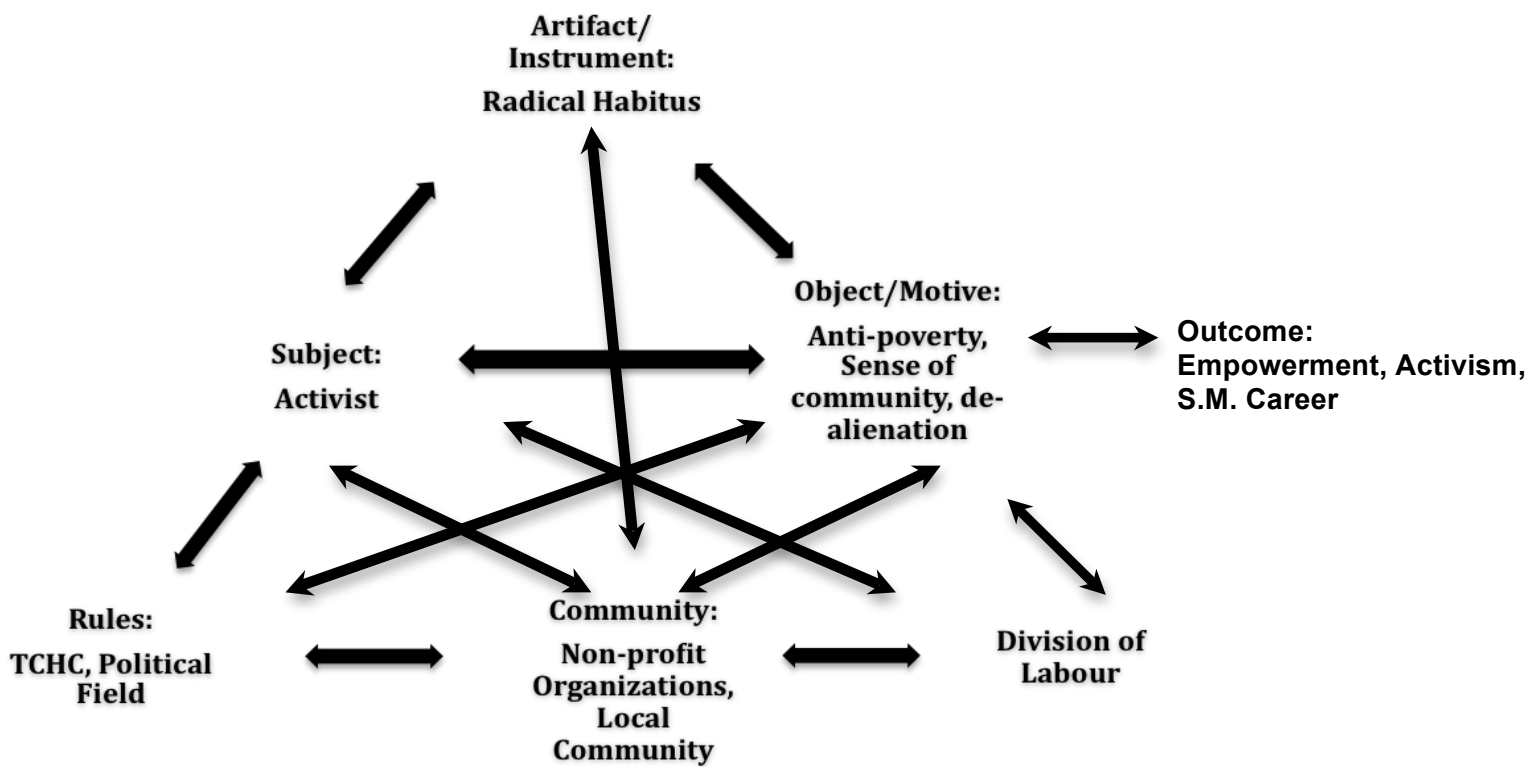 Artifact/
Instrument:
Radical Habitus
Object/Motive:
Anti-poverty,
Sense of
community, de-
alienation
Outcome:
Empowerment, Activism,
S.M. Career
Subject:
Activist
Rules:
TCHC, Political
Field
Community:
Non-profit
Organizations,
Local
Community
Division of
Labour